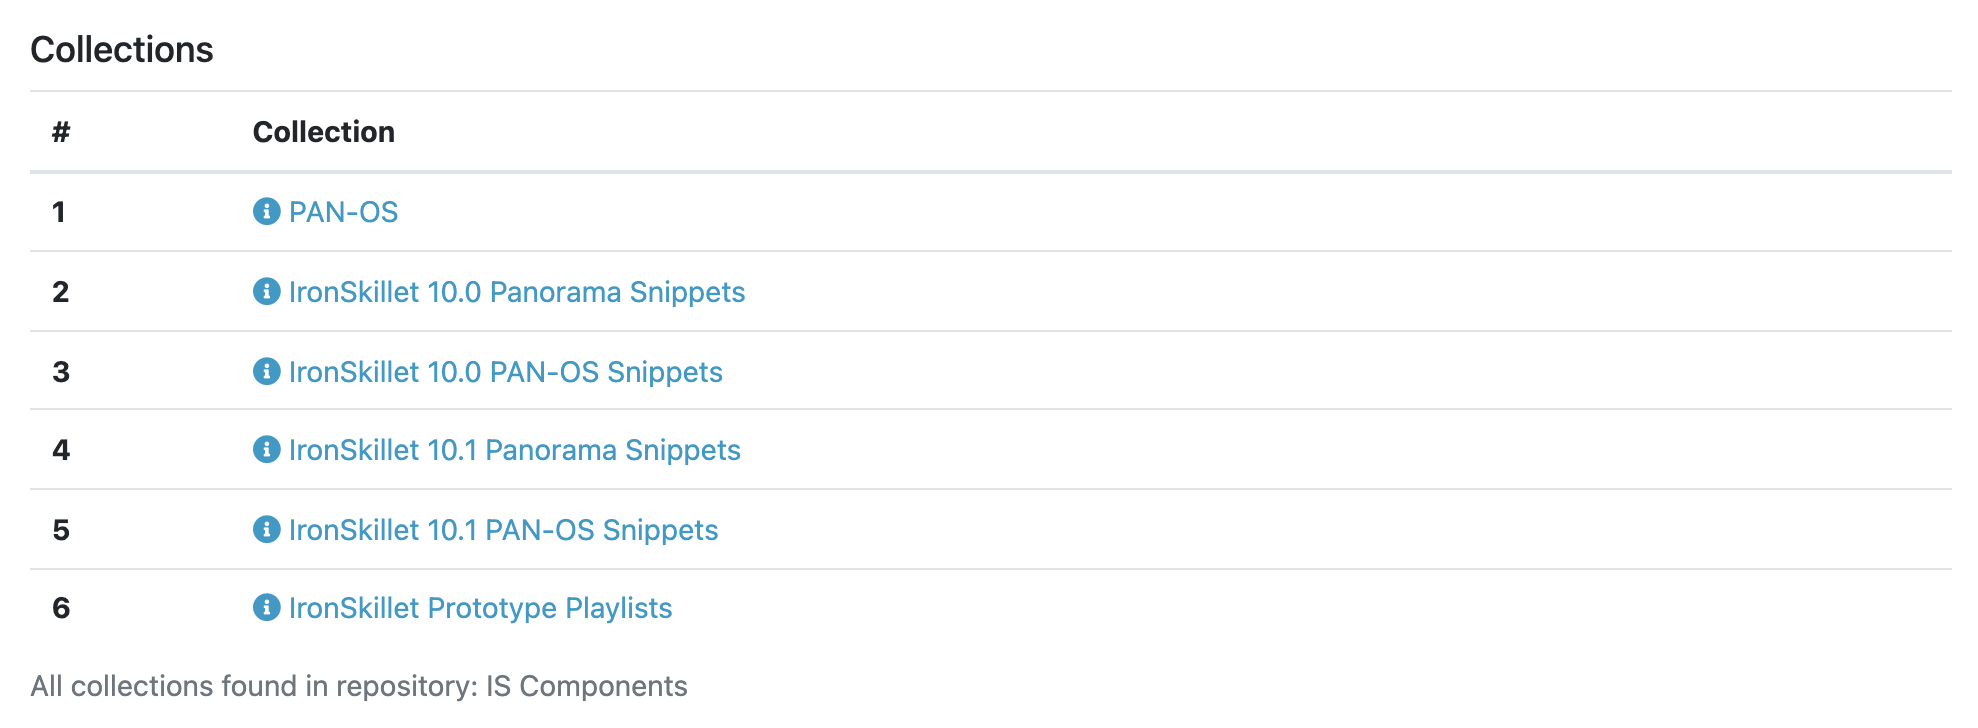 Collections
# Collection
1 PAN-OS
2 IronSkillet 10.0 Panorama Snippets
3 IronSkillet 10.0 PAN-OS Snippets
4 IronSkillet 10.1 Panorama Snippets
5 IronSkillet 10.1 PAN-OS Snippets
6 IronSkillet Prototype Playlists
All collections found in repository: IS Components